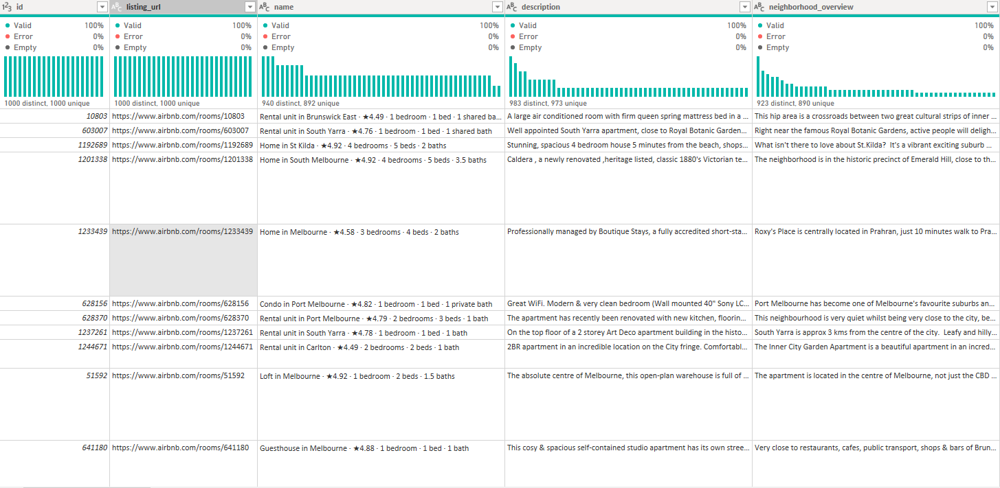 1²3 id ABC listing_url ABC name ABC description ABC neighborhood_overview
Valid 100% Valid 100% Valid 100% Valid 100% Valid 100%
Error 0% Error 0% Error 0% Error 0% Error 0%
Empty 0% Empty 0% Empty 0% Empty 0% Empty 0%
1000 distinct, 1000 unique 1000 distinct, 1000 unique 940 distinct, 892 unique 983 distinct, 973 unique 923 distinct, 890 unique
10803 https://www.airbnb.com/rooms/10803 Rental unit in Brunswick East · ★4.49 · 1 bedroom · 1 bed · 1 shared ba... A large air conditioned room with firm queen spring mattress bed in a ... This hip area is a crossroads between two great cultural strips of inner ...
603007 https://www.airbnb.com/rooms/603007 Rental unit in South Yarra · ★4.76 · 1 bedroom · 1 bed · 1 shared bath Well appointed South Yarra apartment, close to Royal Botanic Garden... Right near the famous Royal Botanic Gardens, active people will deligh...
1192689 https://www.airbnb.com/rooms/1192689 Home in St Kilda · ★4.92 · 4 bedrooms · 5 beds · 2 baths Stunning, spacious 4 bedroom house 5 minutes from the beach, shops... What isn't there to love about St.Kilda? It's a vibrant exciting suburb ...
1201338 https://www.airbnb.com/rooms/1201338 Home in South Melbourne · ★4.92 · 4 bedrooms · 5 beds · 3.5 baths Caldera , a newly renovated ,heritage listed, classic 1880's Victorian te... The neighborhood is in the historic precinct of Emerald Hill, close to th...
1233439 https://www.airbnb.com/rooms/1233439 Home in Melbourne · ★4.58 · 3 bedrooms · 4 beds · 2 baths Professionally managed by Boutique Stays, a fully accredited short-sta... Roxy's Place is centrally located in Prahran, just 10 minutes walk to Pra...
628156 https://www.airbnb.com/rooms/628156 Condo in Port Melbourne · ★4.82 · 1 bedroom · 1 bed · 1 private bath Great WiFi. Modern & very clean bedroom (Wall mounted 40" Sony LC... Port Melbourne has become one of Melbourne's favourite suburbs an...
628370 https://www.airbnb.com/rooms/628370 Rental unit in Port Melbourne · ★4.79 · 2 bedrooms · 3 beds · 1 bath The apartment has recently been renovated with new kitchen, floorin... This neighbourhood is very quiet whilst being very close to the city, be...
1237261 https://www.airbnb.com/rooms/1237261 Rental unit in South Yarra · ★4.78 · 1 bedroom · 1 bed · 1 bath On the top floor of a 2 storey Art Deco apartment building in the histo... South Yarra is approx 3 kms from the centre of the city. Leafy and hilly...
1244671 https://www.airbnb.com/rooms/1244671 Rental unit in Carlton · ★4.49 · 2 bedrooms · 2 beds · 1 bath 2BR apartment in an incredible location on the City fringe. Comfortabl... The Inner City Garden Apartment is a beautiful apartment in an incred...
51592 https://www.airbnb.com/rooms/51592 Loft in Melbourne · ★4.92 · 1 bedroom · 2 beds · 1.5 baths The absolute centre of Melbourne, this open-plan warehouse is full of ... The apartment is located in the centre of Melbourne, not just the CBD ...
641180 https://www.airbnb.com/rooms/641180 Guesthouse in Melbourne · ★4.88 · 1 bedroom · 1 bed · 1 bath This cosy & spacious self-contained studio apartment has its own stree... Very close to restaurants, cafes, public transport, shops & bars of Brun...